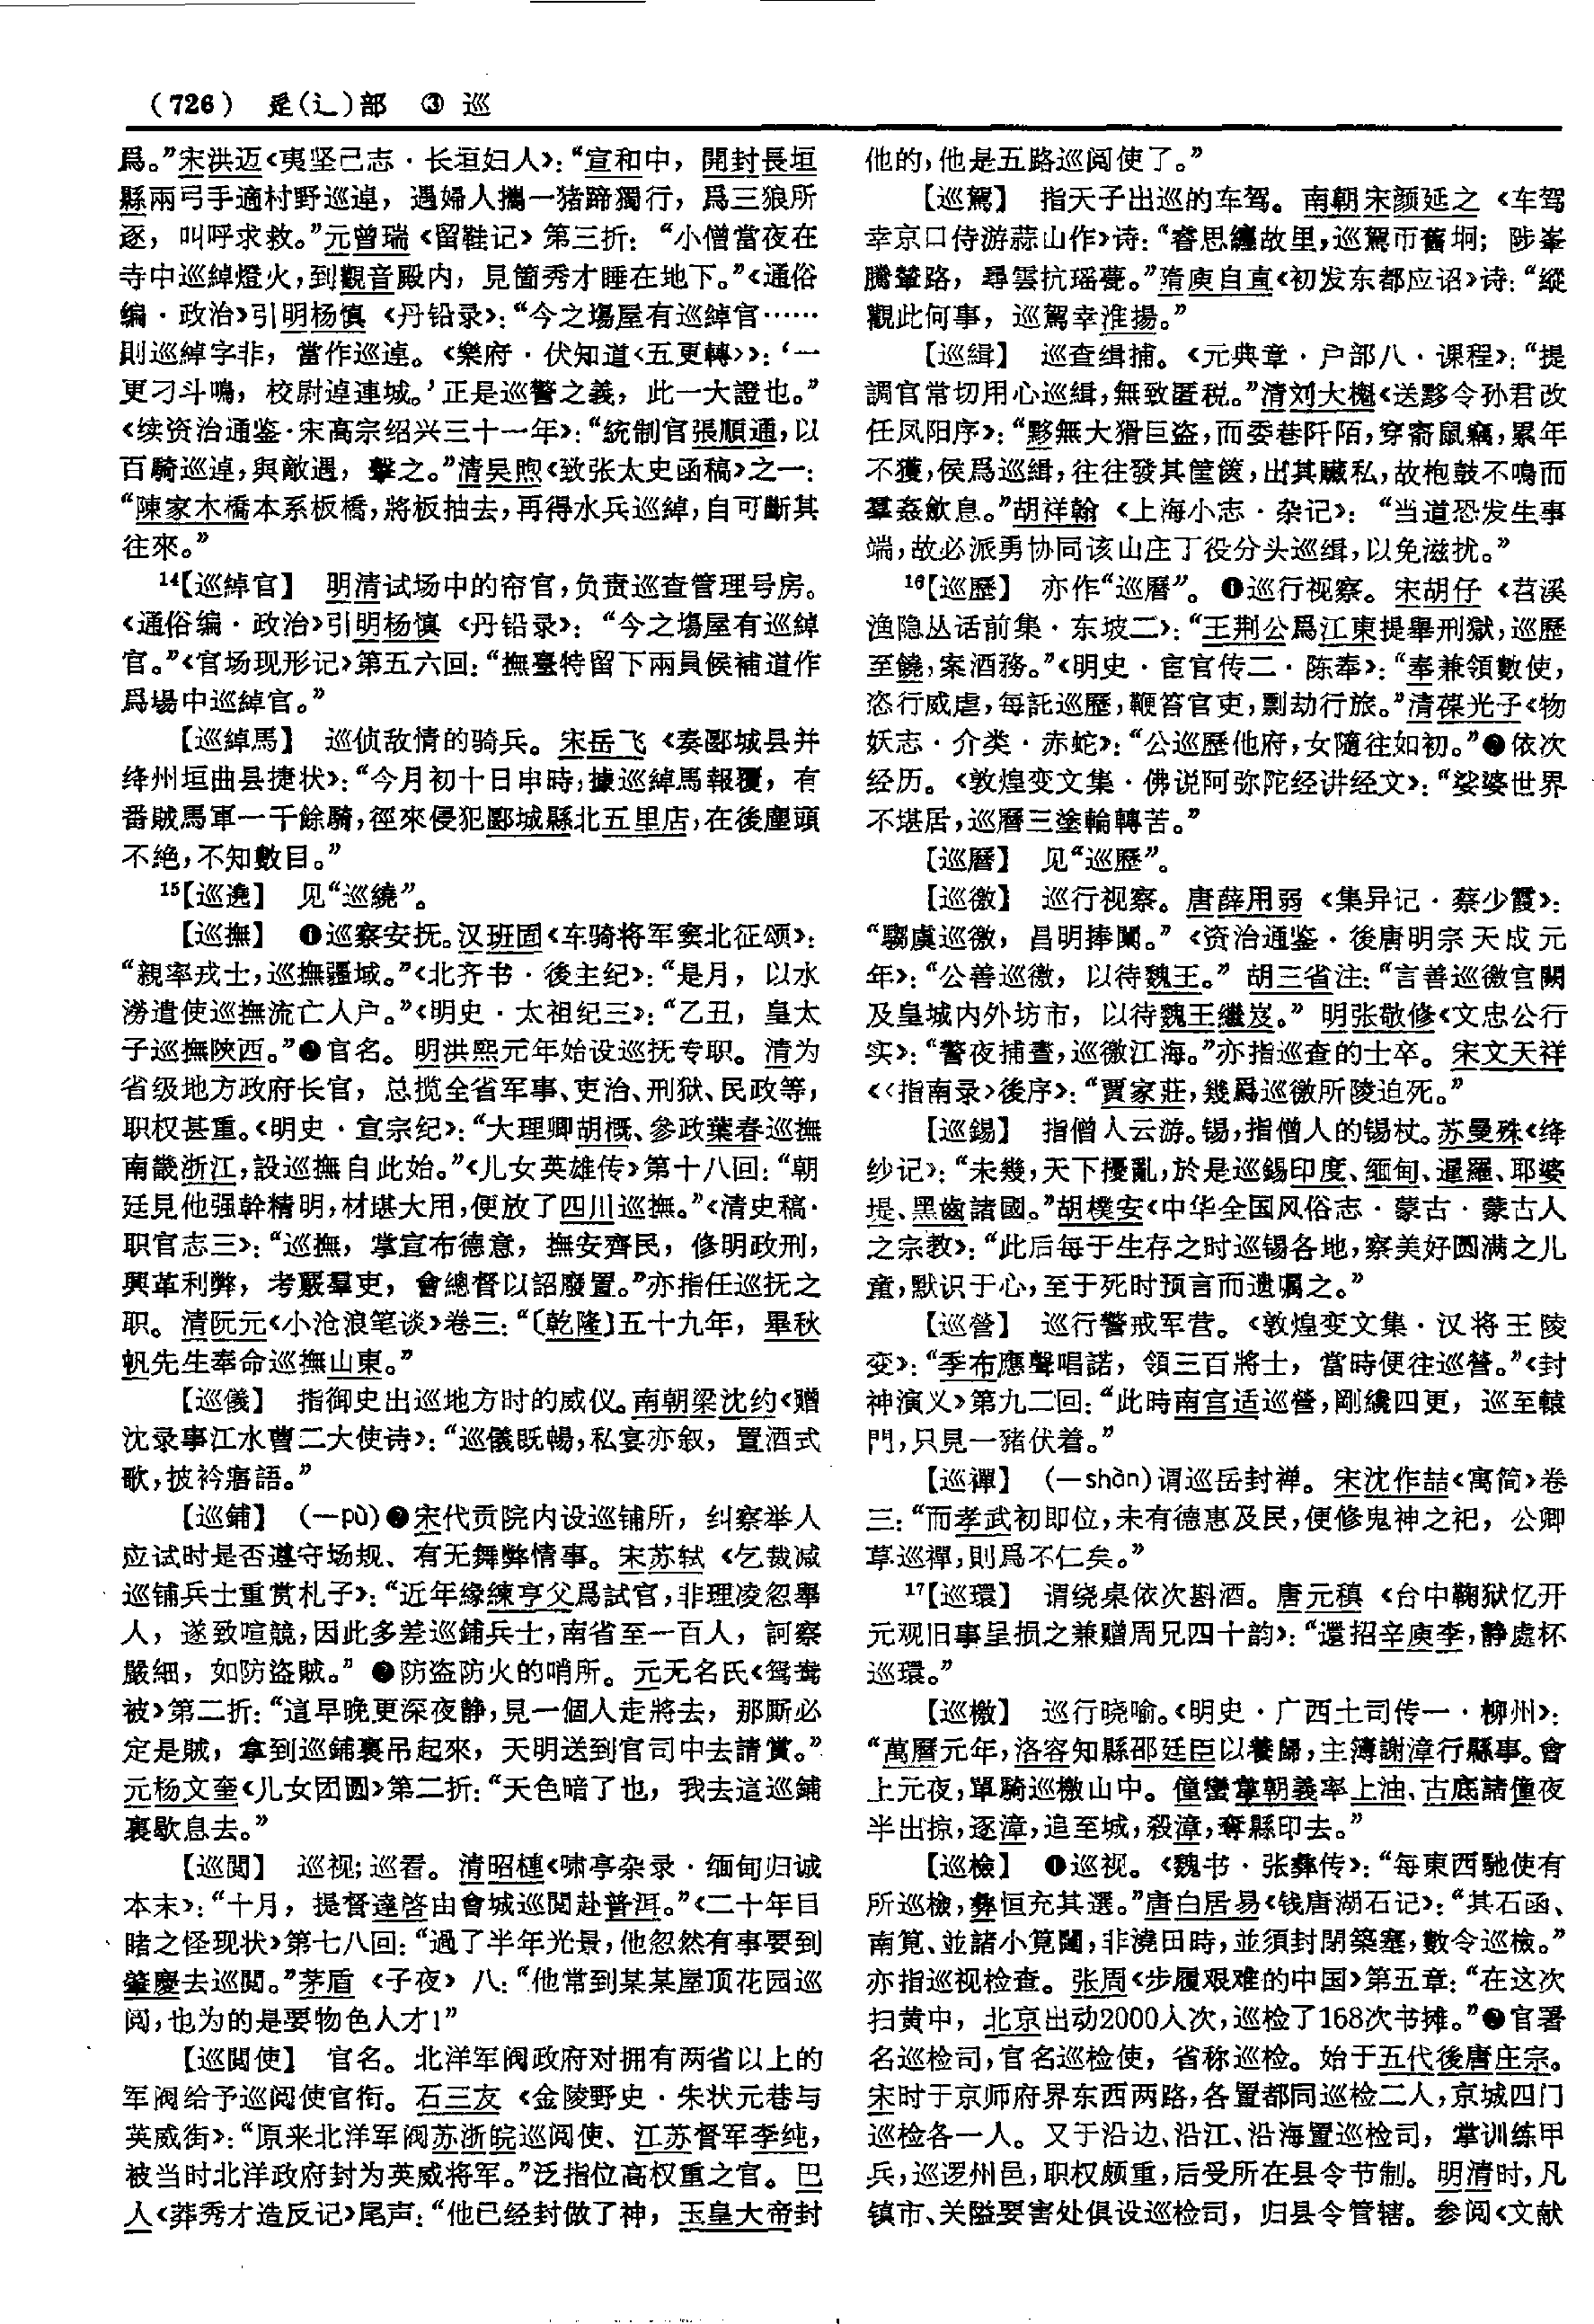 （726） 辵(辶)部 ③ 巡
爲。”宋洪迈《夷坚己志·长垣妇人》：“宣和中，開封長垣
縣兩弓手適村野巡逴，遇婦人攜一猪蹄獨行，爲三狼所
逐，叫呼求救。”元曾瑞《留鞋记》第三折：“小僧當夜在
寺中巡綽燈火，到觀音殿内，見箇秀才睡在地下。”《通俗
编·政治》引明杨慎《丹铅录》：“今之場屋有巡綽官……
則巡綽字非，當作巡逴。《樂府·伏知道〈五更轉〉》：‘一
更刁斗鳴，校尉逴連城。’正是巡警之義，此一大證也。”
《续资治通鉴·宋高宗绍兴三十一年》：“統制官張順通，以
百騎巡逴，與敵遇，擊之。”清吴煦《致张太史函稿》之一：
“陳家木橋本系板橋，將板抽去，再得水兵巡綽，自可斷其
往來。”
14【巡綽官】 明清试场中的帘官，负责巡查管理号房。
《通俗编·政治》引明杨慎《丹铅录》：“今之場屋有巡綽
官。”《官场现形记》第五六回：“撫臺特留下兩員候補道作
爲場中巡綽官。”
【巡綽馬】 巡侦敌情的骑兵。宋岳飞《奏郾城县并
绛州垣曲县捷状》：“今月初十日申時，據巡綽馬報覆，有
番賊馬軍一千餘騎，徑來侵犯郾城縣北五里店，在後塵頭
不絶，不知數目。”
15【巡遶】 见“巡繞”。
【巡撫】 ❶巡察安抚。汉班固《车骑将军窦北征颂》：
“親率戎士，巡撫疆域。”《北齐书·後主纪》：“是月，以水
澇遣使巡撫流亡人户。”《明史·太祖纪三》：“乙丑，皇太
子巡撫陝西。”❷官名。明洪熙元年始设巡抚专职。清为
省级地方政府长官，总揽全省军事、吏治、刑狱、民政等，
职权甚重。《明史·宣宗纪》：“大理卿胡概、參政葉春巡撫
南畿浙江，設巡撫自此始。”《儿女英雄传》第十八回：“朝
廷見他强幹精明，材堪大用，便放了四川巡撫。”《清史稿·
职官志三》：“巡撫，掌宣布德意，撫安齊民，修明政刑，
興革利弊，考覈羣吏，會總督以詔廢置。”亦指任巡抚之
职。清阮元《小沧浪笔谈》卷三：“〔乾隆〕五十九年，畢秋
帆先生奉命巡撫山東。”
【巡儀】 指御史出巡地方时的威仪。南朝梁沈约《赠
沈录事江水曹二大使诗》：“巡儀既暢，私宴亦叙，置酒式
歌，披衿寤語。”
【巡鋪】 （—pù）❷宋代贡院内设巡铺所，纠察举人
应试时是否遵守场规、有无舞弊情事。宋苏轼《乞裁减
巡铺兵士重赏札子》：“近年緣練亨父爲試官，非理凌忽舉
人，遂致喧競，因此多差巡鋪兵士，南省至一百人，訶察
嚴細，如防盜賊。”❷防盗防火的哨所。元无名氏《鸳鸯
被》第二折：“這早晚更深夜静，見一個人走將去，那厮必
定是賊，拿到巡鋪裏吊起來，天明送到官司中去請賞。”
元杨文奎《儿女团圆》第二折：“天色暗了也，我去這巡鋪
裏歇息去。”
【巡閲】 巡视；巡看。清昭槤《啸亭杂录·缅甸归诚
本末》：“十月，提督達啓由會城巡閲赴普洱。”《二十年目
睹之怪现状》第七八回：“過了半年光景，他忽然有事要到
肇慶去巡閲。”茅盾《子夜》八：“他常到某某屋顶花园巡
阅，也为的是要物色人才！”
【巡閲使】 官名。北洋军阀政府对拥有两省以上的
军阀给予巡阅使官衔。石三友《金陵野史·朱状元巷与
英威街》：“原来北洋军阀苏浙皖巡阅使、江苏督军李纯，
被当时北洋政府封为英威将军。”泛指位高权重之官。巴
人《莽秀才造反记》尾声：“他已经封做了神，玉皇大帝封
他的，他是五路巡阅使了。”
【巡駕】 指天子出巡的车驾。南朝宋颜延之《车驾
幸京口侍游蒜山作》诗：“睿思纏故里，巡駕帀舊坰；陟峯
騰輦路，尋雲抗瑶甍。”隋庾自直《初发东都应诏》诗：“縱
觀此何事，巡駕幸淮揚。”
【巡緝】 巡查缉捕。《元典章·户部八·课程》：“提
調官常切用心巡緝，無致匿税。”清刘大櫆《送黟令孙君改
任凤阳序》：“黟無大猾巨盗，而委巷阡陌，穿窬鼠竊，累年
不獲，侯爲巡緝，往往發其筐篋，出其贓私，故枹鼓不鳴而
羣姦歛息。”胡祥翰《上海小志·杂记》：“当道恐发生事
端，故必派勇协同该山庄丁役分头巡缉，以免滋扰。”
16【巡歷】 亦作“巡曆”。❶巡行视察。宋胡仔《苕溪
渔隐丛话前集·东坡二》：“王荆公爲江東提舉刑獄，巡歷
至饒，案酒務。”《明史·宦官传二·陈奉》：“奉兼領數使，
恣行威虐，每託巡歷，鞭笞官吏，剽劫行旅。”清葆光子《物
妖志·介类·赤蛇》：“公巡歷他府，女隨往如初。”❷依次
经历。《敦煌变文集·佛说阿弥陀经讲经文》：“娑婆世界
不堪居，巡曆三塗輪轉苦。”
【巡曆】 见“巡歷”。
【巡徼】 巡行视察。唐薛用弱《集异记·蔡少霞》：
“騶虞巡徼，昌明捧闑。”《资治通鉴·後唐明宗天成元
年》：“公善巡徼，以待魏王。”胡三省注：“言善巡徼宫闕
及皇城内外坊市，以待魏王繼岌。”明张敬修《文忠公行
实》：“警夜捕晝，巡徼江海。”亦指巡查的士卒。宋文天祥
《〈指南录〉後序》：“賈家莊，幾爲巡徼所陵迫死。”
【巡錫】 指僧人云游。锡，指僧人的锡杖。苏曼殊《绛
纱记》：“未幾，天下擾亂，於是巡錫印度、緬甸、暹羅、耶婆
堤、黑齒諸國。”胡樸安《中华全国风俗志·蒙古·蒙古人
之宗教》：“此后每于生存之时巡锡各地，察美好圆满之儿
童，默识于心，至于死时预言而遗嘱之。”
【巡營】 巡行警戒军营。《敦煌变文集·汉将王陵
变》：“季布應聲唱諾，領三百將士，當時便往巡營。”《封
神演义》第九二回：“此時南宫适巡營，剛纔四更，巡至轅
門，只見一豬伏着。”
【巡禪】 （—shàn）谓巡岳封禅。宋沈作喆《寓简》卷
三：“而孝武初即位，未有德惠及民，便修鬼神之祀，公卿
草巡禪，則爲不仁矣。”
17【巡環】 谓绕桌依次斟酒。唐元稹《台中鞠狱忆开
元观旧事呈损之兼赠周兄四十韵》：“還招辛庾李，静處杯
巡環。”
【巡檄】 巡行晓喻。《明史·广西土司传一·柳州》：
“萬曆元年，洛容知縣邵廷臣以養歸，主簿謝漳行縣事。會
上元夜，單騎巡檄山中。僮蠻韋朝義率上油、古底諸僮夜
半出掠，逐漳，追至城，殺漳，奪縣印去。”
【巡檢】 ❶巡视。《魏书·张彝传》：“每東西馳使有
所巡檢，彝恒充其選。”唐白居易《钱唐湖石记》：“其石函、
南筧、並諸小筧闥，非澆田時，並須封閉築塞，數令巡檢。”
亦指巡视检查。张周《步履艰难的中国》第五章：“在这次
扫黄中，北京出动2000人次，巡检了168次书摊。”❷官署
名巡检司，官名巡检使，省称巡检。始于五代後唐庄宗。
宋时于京师府界东西两路，各置都同巡检二人，京城四门
巡检各一人。又于沿边、沿江、沿海置巡检司，掌训练甲
兵，巡逻州邑，职权颇重，后受所在县令节制。明清时，凡
镇市、关隘要害处俱设巡检司，归县令管辖。参阅《文献